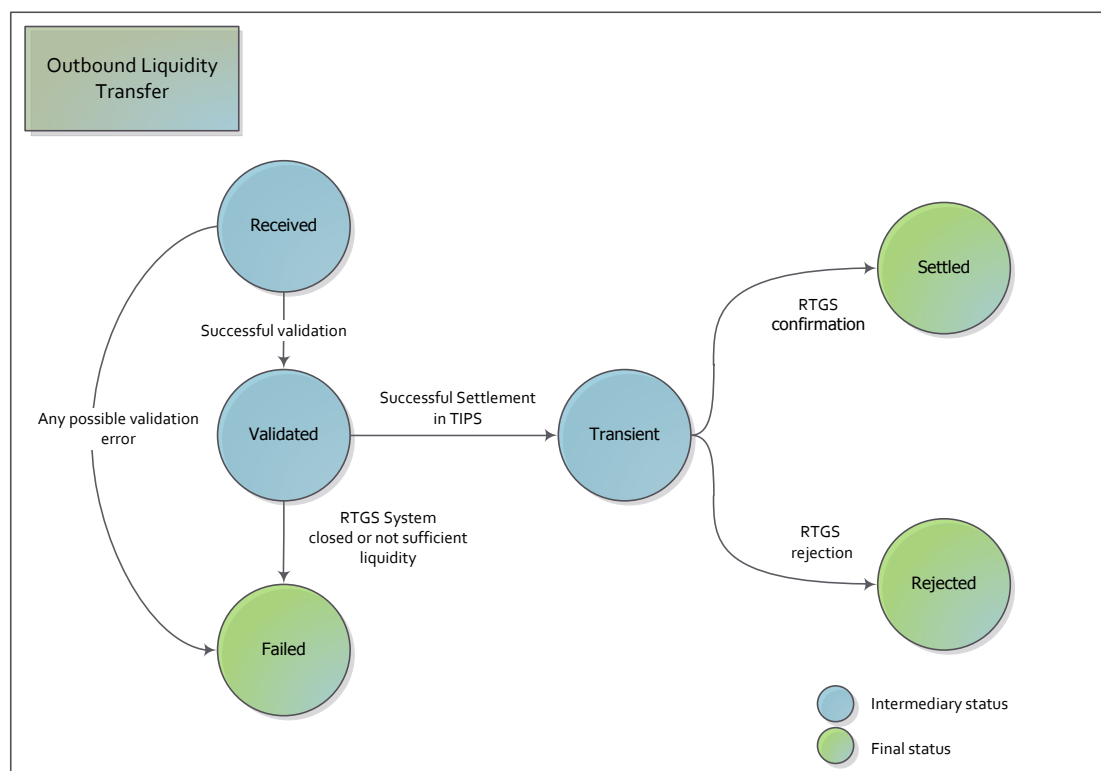 Outbound Liquidity
Transfer
Received
Settled
RTGS
confirmation
Successful validation
Any possible validation
error
Validated
Successful Settlement
in TIPS
Transient
RTGS System
closed or not sufficient
liquidity
RTGS
rejection
Rejected
Failed
Intermediary status
Final status